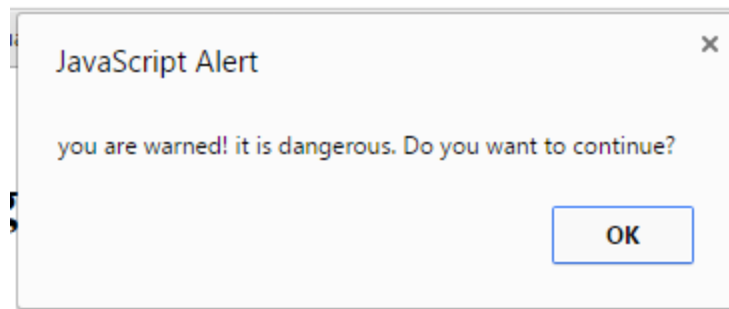 JavaScript Alert
you are warned! it is dangerous. Do you want to continue?
OK